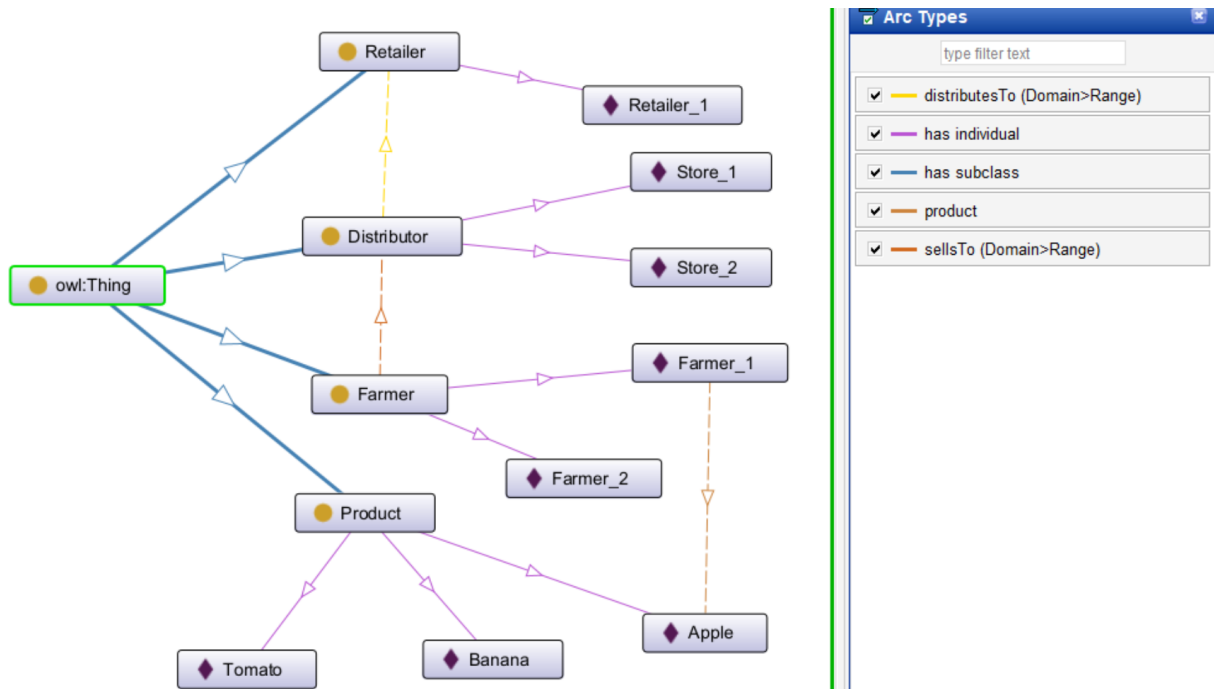 Retailer
Retailer_1
Store_1
Distributor
Store_2
owl:Thing
Farmer_1
Farmer
Farmer_2
Product
Apple
Banana
Tomato
Arc Types
type filter text
distributesTo (Domain>Range)
has individual
has subclass
product
sellsTo (Domain>Range)